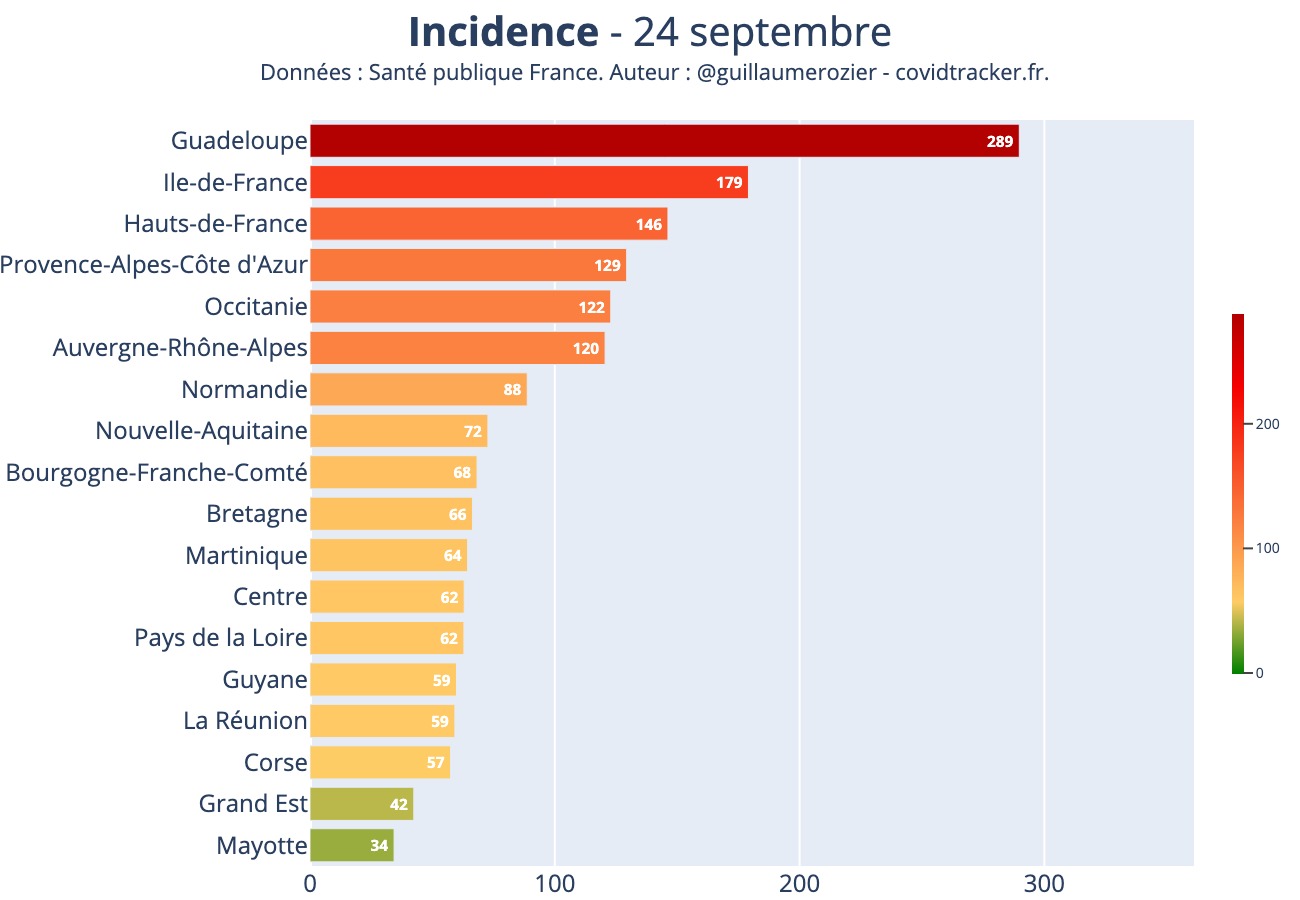 Incidence - 24 septembre
Données : Santé publique France. Auteur : @guillaumerozier - covidtracker.fr.
Guadeloupe 289
Ile-de-France 179
Hauts-de-France 146
Provence-Alpes-Côte d'Azur 129
Occitanie 122
Auvergne-Rhône-Alpes 120
Normandie 88
Nouvelle-Aquitaine 72
Bourgogne-Franche-Comté 68
Bretagne 66
Martinique 64
Centre 62
Pays de la Loire 62
Guyane 59
La Réunion 59
Corse 57
Grand Est 42
Mayotte 34
0 100 200 300
200
100
0